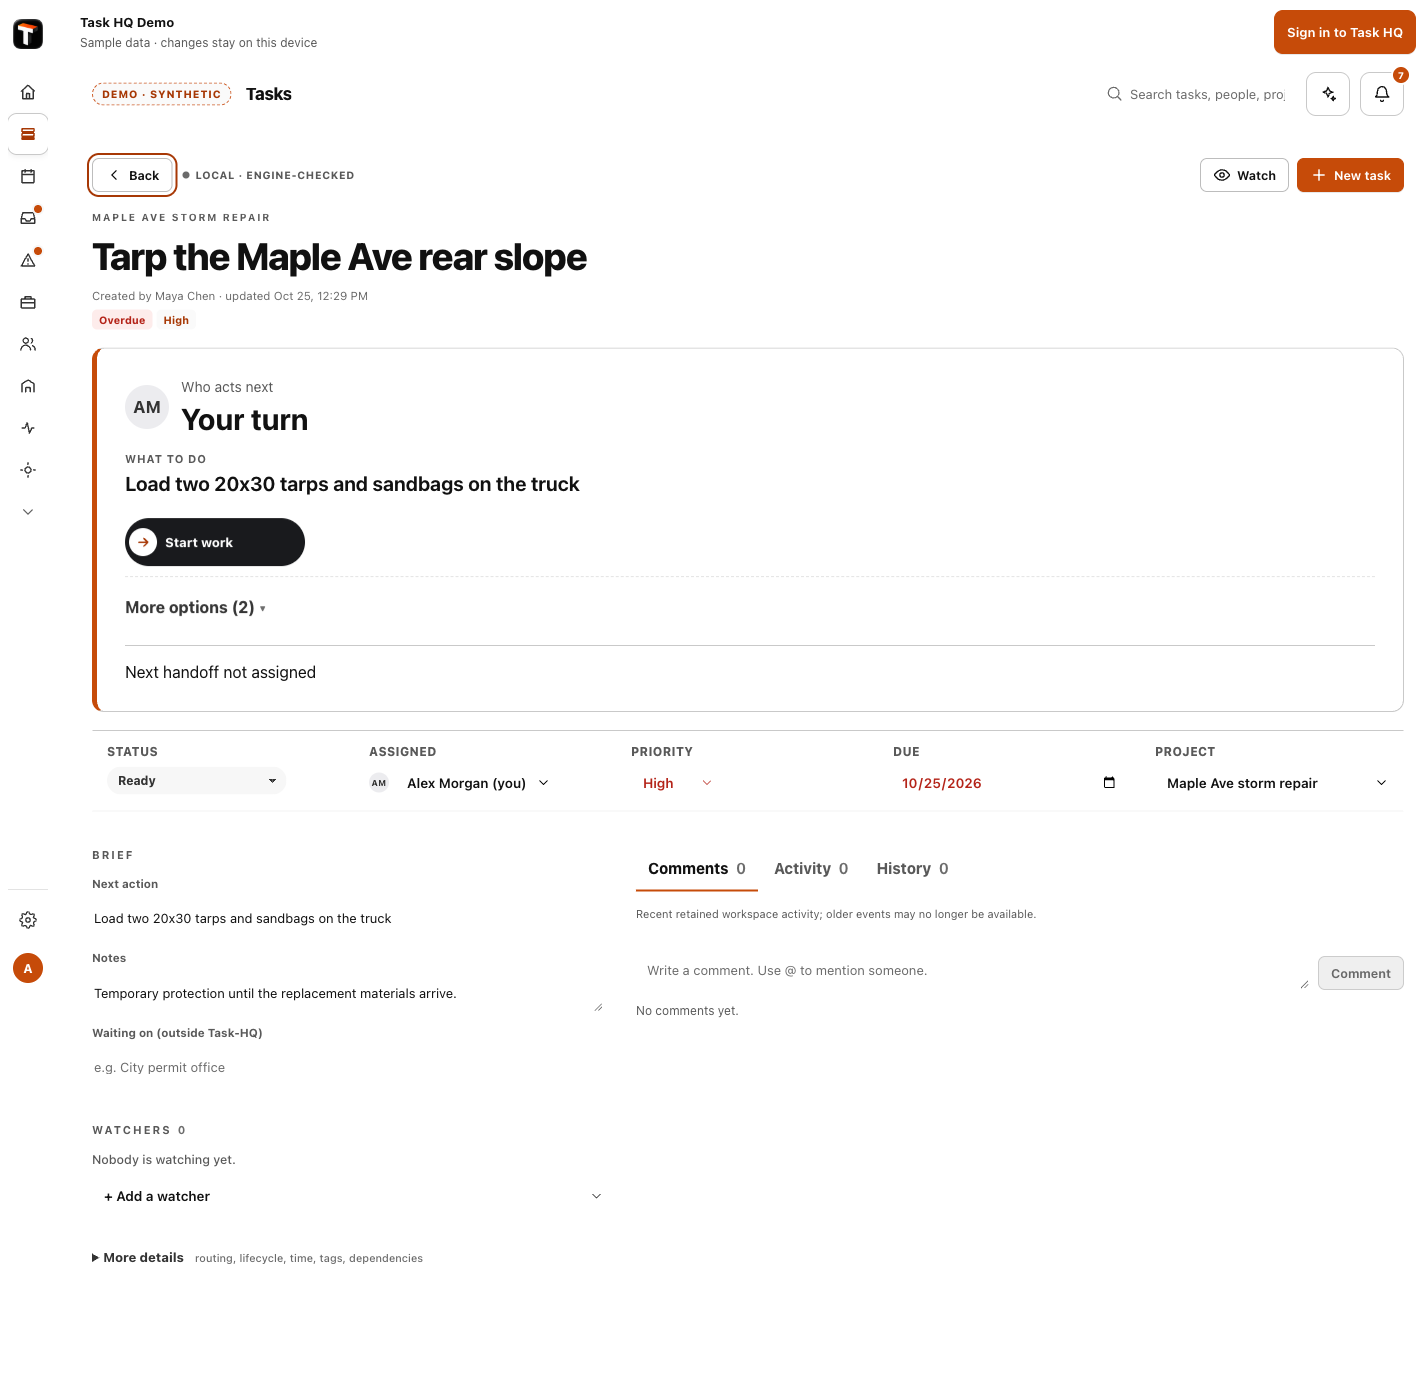 Task HQ Demo
Sample data · changes stay on this device
Sign in to Task HQ
DEMO · SYNTHETIC
Tasks
Search tasks, people, proj
7
Back
LOCAL · ENGINE-CHECKED
Watch
New task
MAPLE AVE STORM REPAIR
Tarp the Maple Ave rear slope
Created by Maya Chen · updated Oct 25, 12:29 PM
Overdue
High
AM
Who acts next
Your turn
WHAT TO DO
Load two 20x30 tarps and sandbags on the truck
Start work
More options (2)
Next handoff not assigned
STATUS
ASSIGNED
PRIORITY
DUE
PROJECT
Ready
AM
Alex Morgan (you)
High
10/25/2026
Maple Ave storm repair
BRIEF
Next action
Load two 20x30 tarps and sandbags on the truck
Notes
Temporary protection until the replacement materials arrive.
Waiting on (outside Task-HQ)
e.g. City permit office
WATCHERS 0
Nobody is watching yet.
+ Add a watcher
More details
routing, lifecycle, time, tags, dependencies
Comments 0
Activity 0
History 0
Recent retained workspace activity; older events may no longer be available.
Write a comment. Use @ to mention someone.
Comment
No comments yet.
A